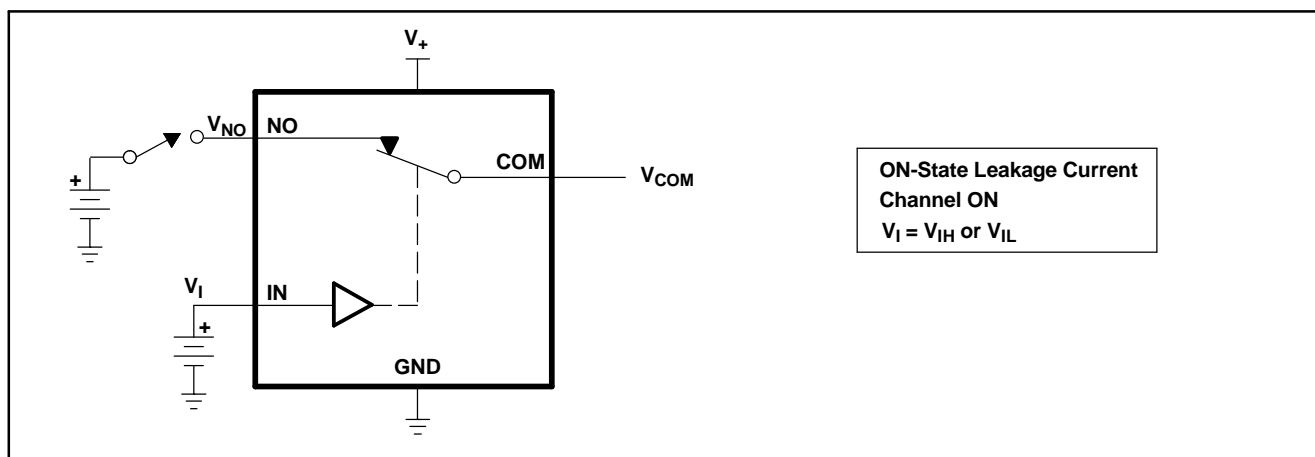 V+
VNO
NO
COM
VCOM
+
VI
IN
+
GND
ON-State Leakage Current
Channel ON
VI = VIH or VIL